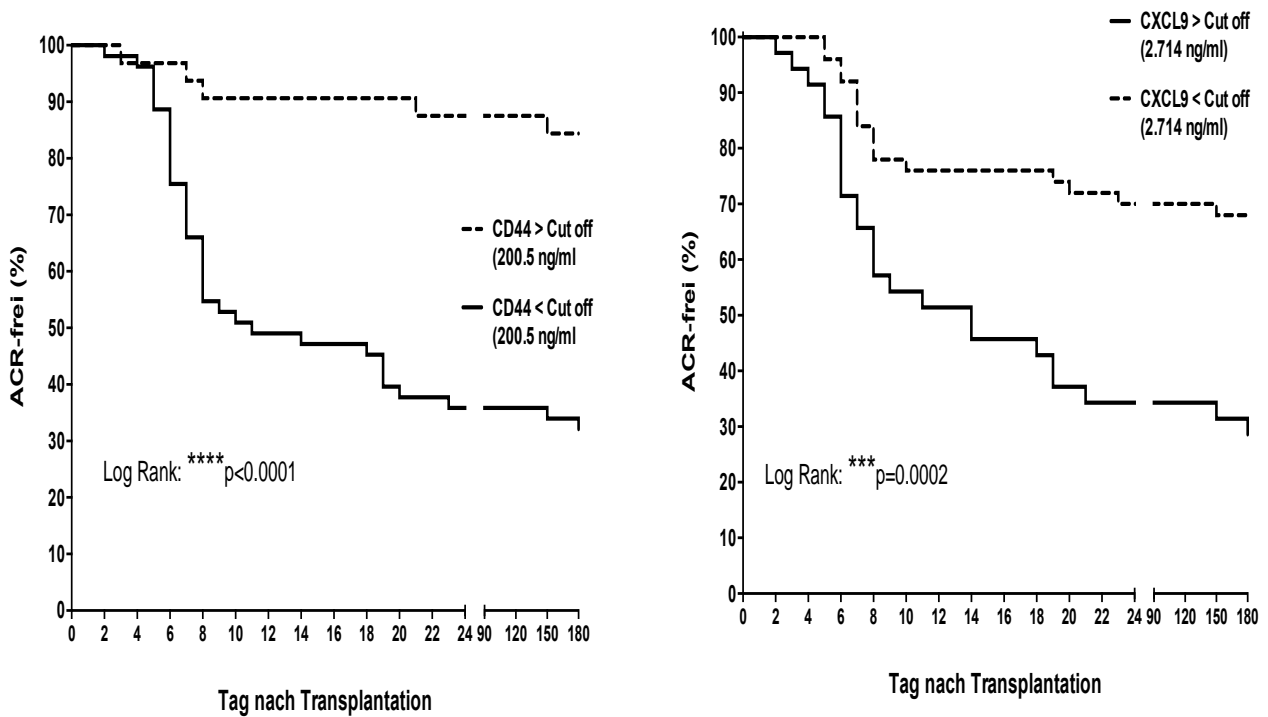 100
90
80
70
60
50
40
30
20
10
0
ACR-frei (%)
CD44 > Cut off
(200.5 ng/ml
CD44 < Cut off
(200.5 ng/ml
Log Rank: ****p<0.0001
0 2 4 6 8 10 12 14 16 18 20 22 24 90 120 150 180
Tag nach Transplantation
CXCL9 > Cut off
(2.714 ng/ml)
CXCL9 < Cut off
(2.714 ng/ml)
100
90
80
70
60
50
40
30
20
10
0
ACR-frei (%)
Log Rank: ***p=0.0002
0 2 4 6 8 10 12 14 16 18 20 22 24 90 120 150 180
Tag nach Transplantation